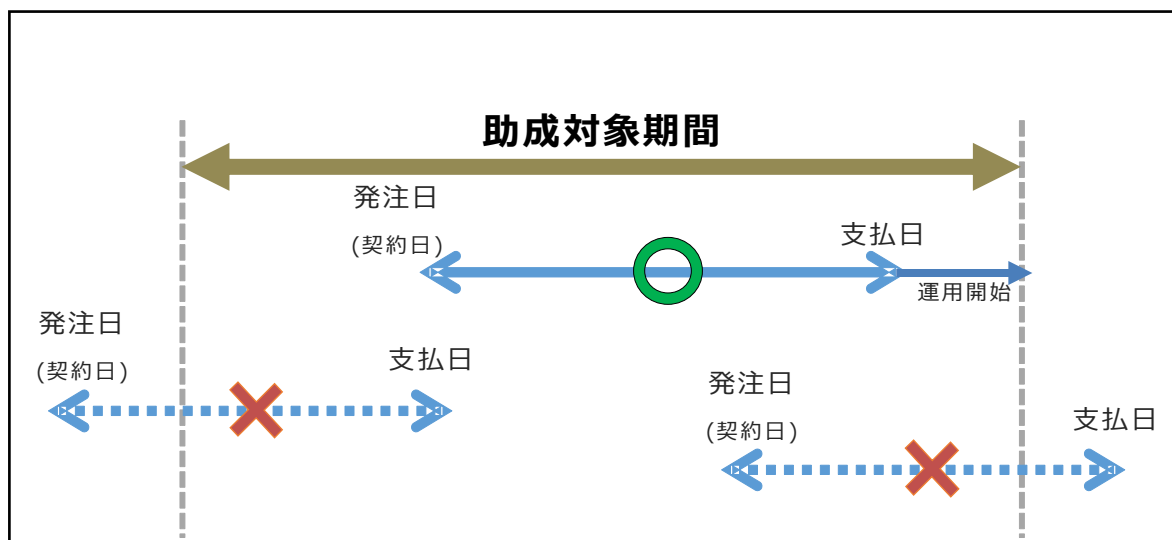 助成対象期間
発注日
(契約日)
支払日
運用開始
発注日
(契約日)
支払日
発注日
(契約日)
支払日